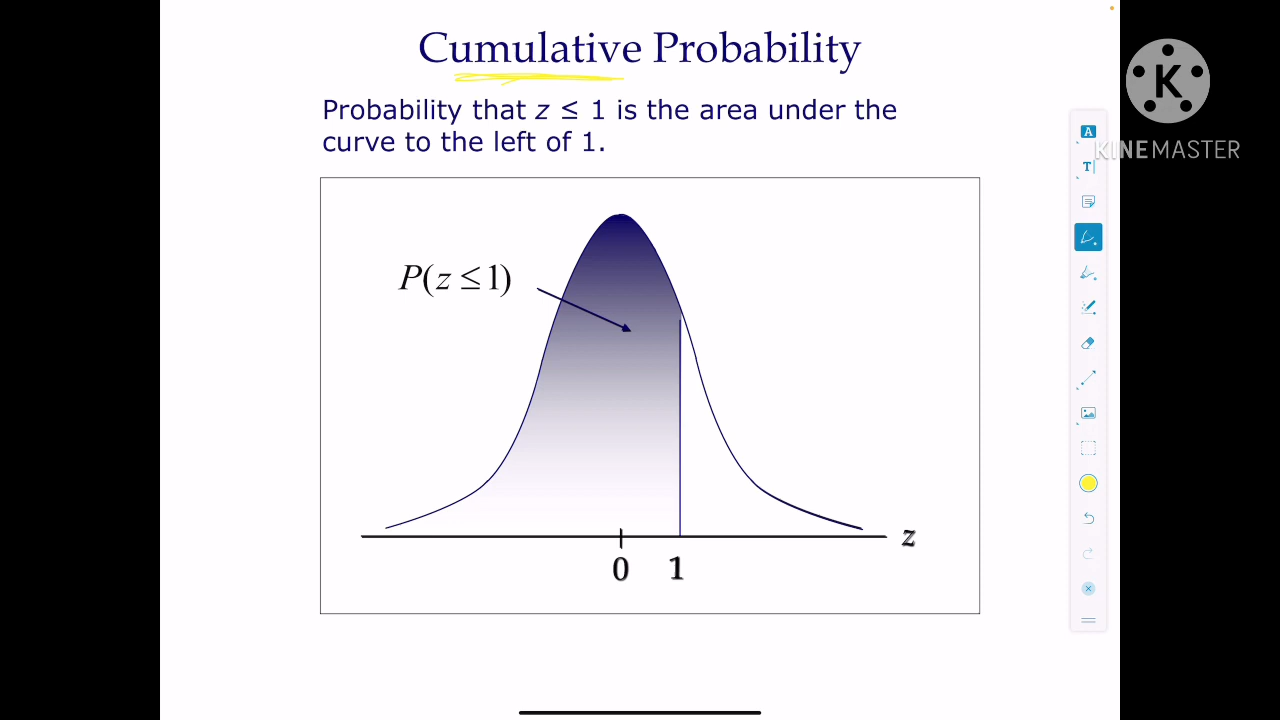 Cumulative Probability
Probability that z ≤ 1 is the area under the
curve to the left of 1.
P(z ≤ 1)
z
0 1
K
KINEMASTER
A
T